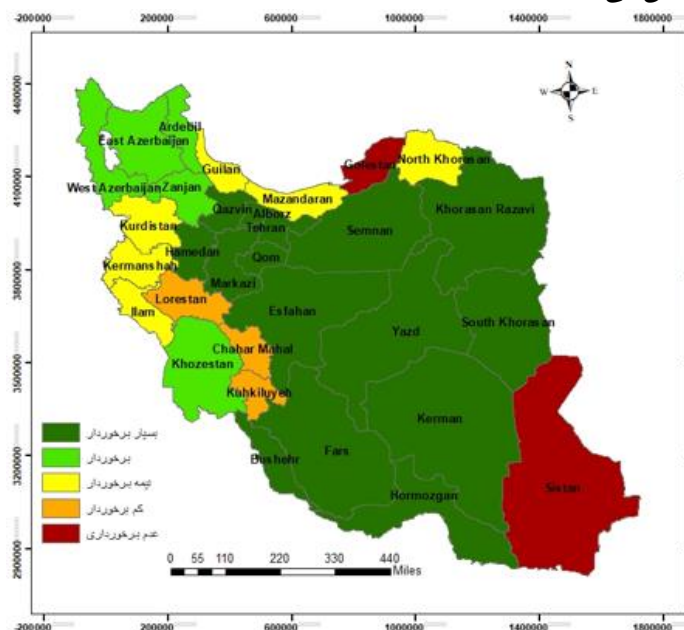 -200000 200000 600000 1000000 1400000 1800000
N
W E
S
4400000
4100000
3800000
3500000
3200000
2900000
Ardebil
East Azerbaijan
West Azerbaijan
Zanjan
Guilan
Mazandaran
Golestan
North Khorasan
Qazvin
Alborz
Tehran
Semnan
Khorasan Razavi
Kurdistan
Hamedan
Qom
Kermanshah
Markazi
Lorestan
Esfahan
Ilam
Yazd
South Khorasan
Chahar Mahal
Khozestan
Kuhkiluyeh
Kerman
Fars
Bushehr
Hormozgan
Sistan
بسیار برخوردار
برخوردار
نیمه برخوردار
کم برخوردار
عدم برخورداری
0 55 110 220 330 440
Miles
-200000 200000 600000 1000000 1400000 1800000